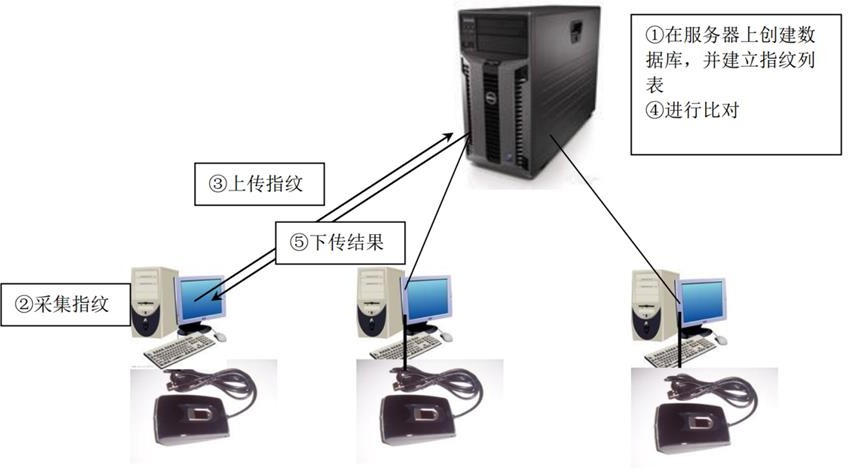 ①在服务器上创建数
据库，并建立指纹列
表
④进行比对
③上传指纹
⑤下传结果
②采集指纹